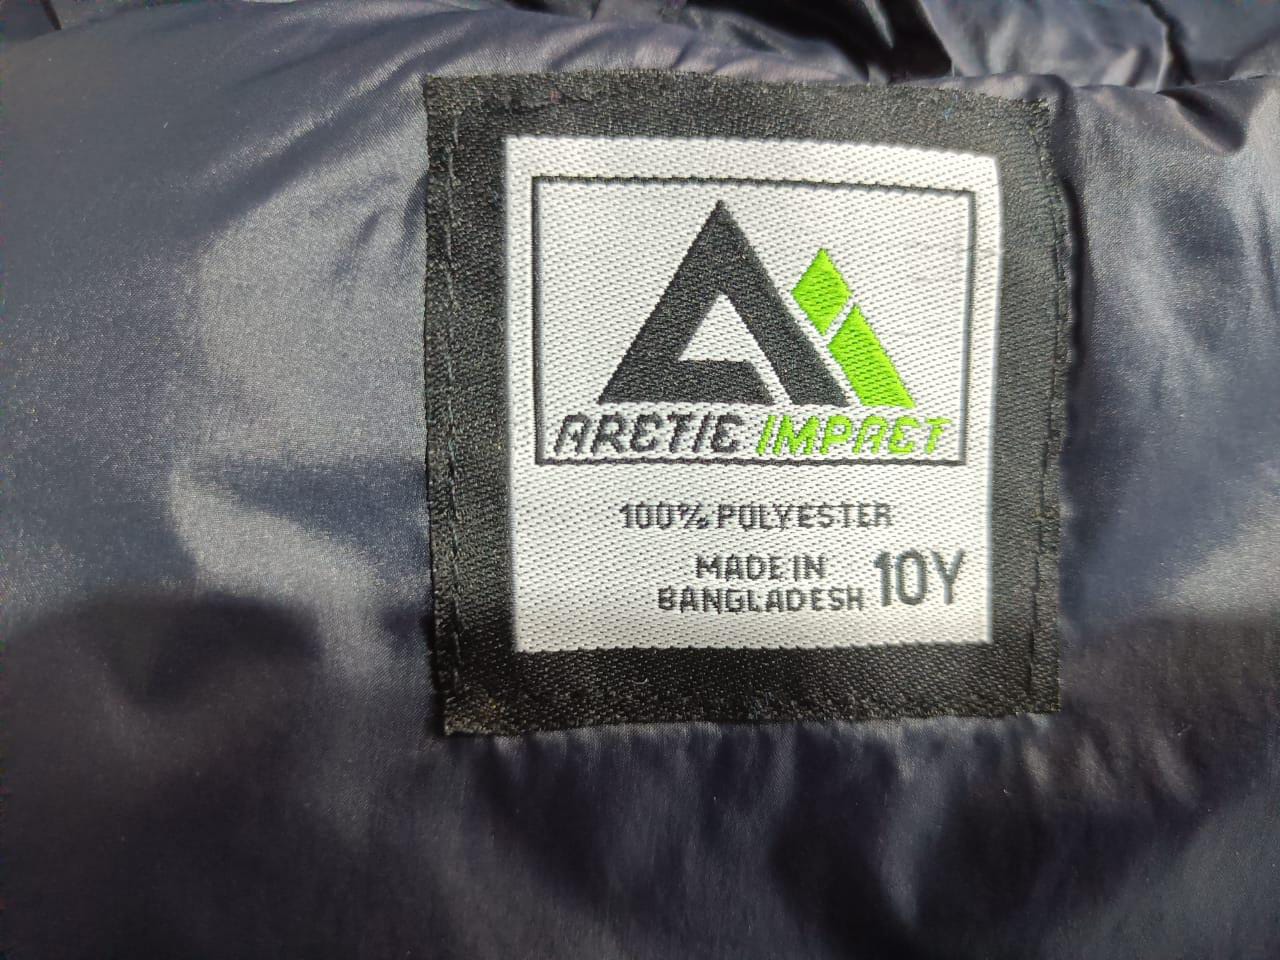 ARCTIC IMPACT
100% POLYESTER
MADE IN
BANGLADESH 10Y